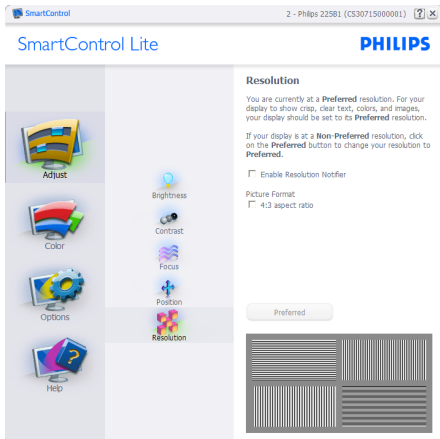 SmartControl
2 - Philips 225B1 (CS30715000001)
?
SmartControl Lite
PHILIPS
Adjust
Color
Options
Help
Brightness
Contrast
Focus
Position
Resolution
Resolution
You are currently at a Preferred resolution. For your
display to show crisp, clear text, colors, and images,
your display should be set to its Preferred resolution.
If your display is at a Non-Preferred resolution, click
on the Preferred button to change your resolution to
Preferred.
Enable Resolution Notifier
Picture Format
4:3 aspect ratio
Preferred